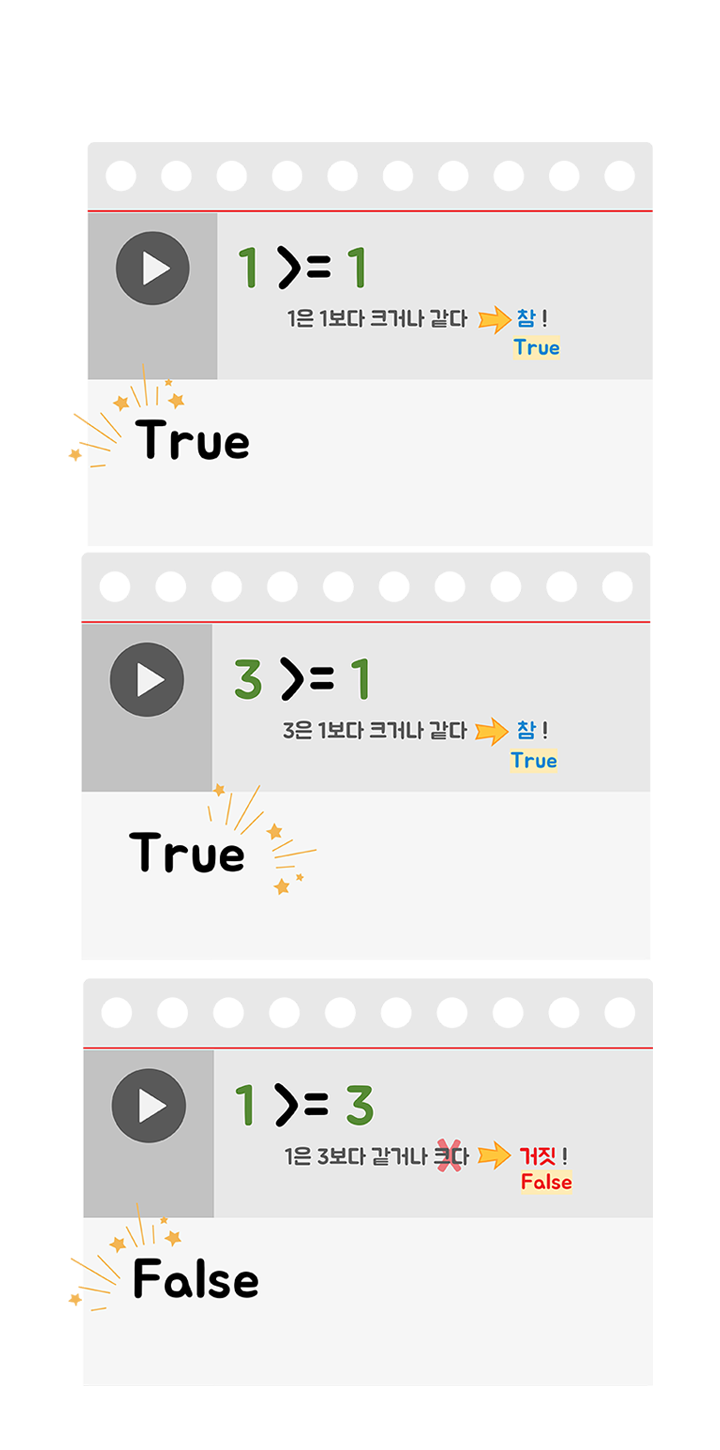 1 >= 1
1은 1보다 크거나 같다 참 !
True
True
3 >= 1
3은 1보다 크거나 같다 참 !
True
True
1 >= 3
1은 3보다 같거나 크다 거짓 !
False
False